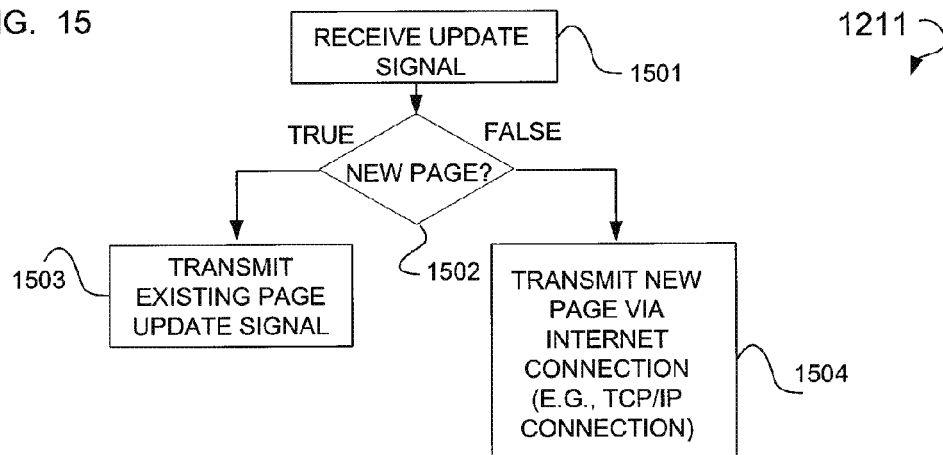 G. 15
1211
RECEIVE UPDATE
SIGNAL
1501
TRUE
FALSE
NEW PAGE?
1502
1503
TRANSMIT
EXISTING PAGE
UPDATE SIGNAL
TRANSMIT NEW
PAGE VIA
INTERNET
CONNECTION
(E.G., TCP/IP
CONNECTION)
1504